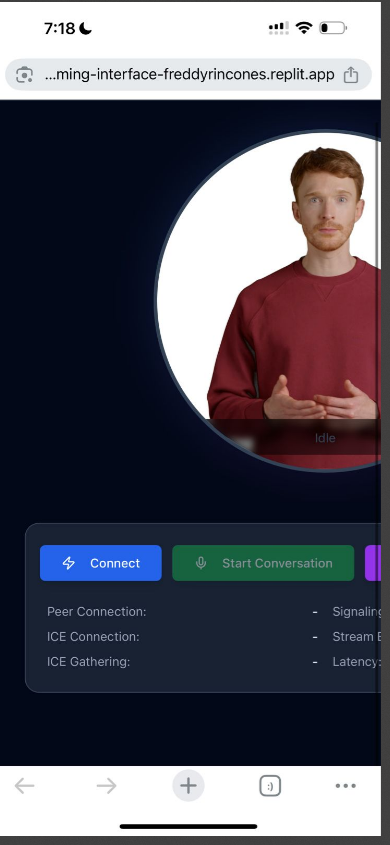 7:18
...ming-interface-freddyrincones.replit.app
Idle
Connect
Start Conversation
Peer Connection: - Signaling
ICE Connection: - Stream E
ICE Gathering: - Latency:
:)